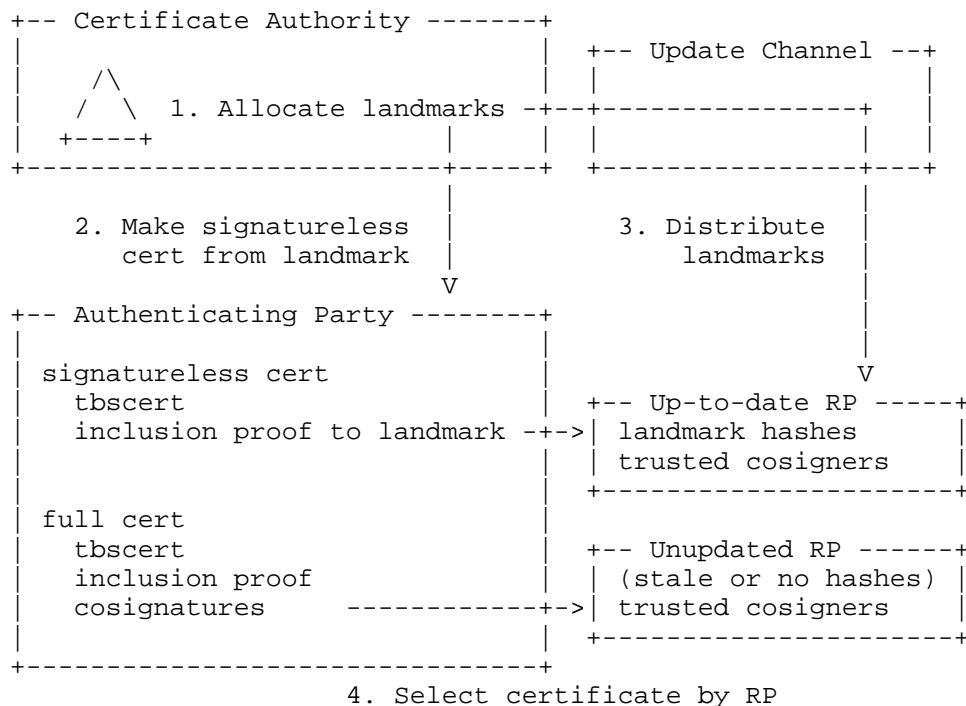 +-- Certificate Authority -------+
|                                |  +-- Update Channel --+
|     /\                         |  |                    |
|    /  \  1. Allocate landmarks -+--+----------------+   |
|   +----+                 |     |  |                |   |
+--------------------------+-----+  +----------------+---+
                           |                         |
    2. Make signatureless  |         3. Distribute   |
       cert from landmark  |             landmarks   |
                           V                         |
+-- Authenticating Party --------+                   |
|                                |                   |
| signatureless cert             |                   V
|   tbscert                      |  +-- Up-to-date RP -----+
|   inclusion proof to landmark -+->| landmark hashes      |
|                                |  | trusted cosigners    |
|                                |  +----------------------+
| full cert                      |
|   tbscert                      |  +-- Unupdated RP ------+
|   inclusion proof              |  | (stale or no hashes) |
|   cosignatures     ------------+->| trusted cosigners    |
|                                |  +----------------------+
+--------------------------------+
                    4. Select certificate by RP